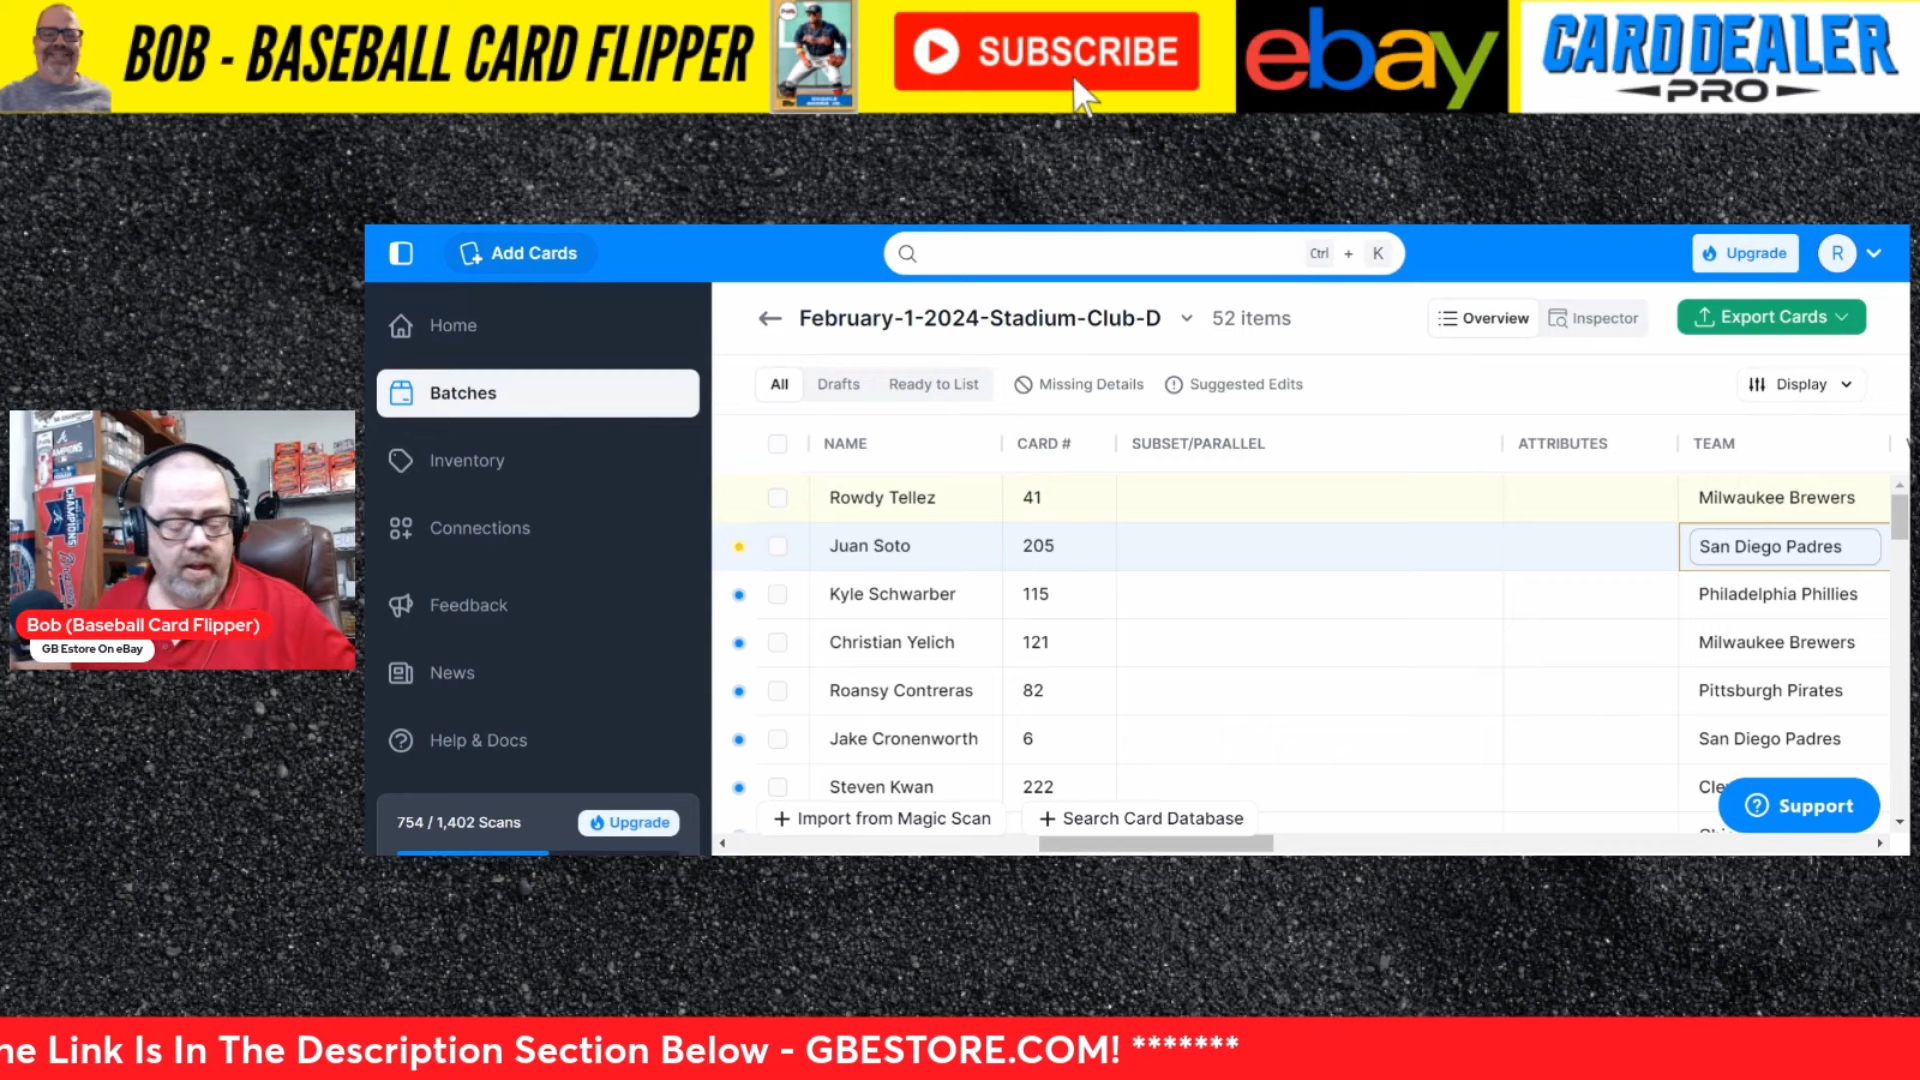 BOB - BASEBALL CARD FLIPPER
SUBSCRIBE
ebay
CARD DEALER
PRO
Add Cards
Ctrl + K
Upgrade
R
Home
Batches
Inventory
Connections
Feedback
News
Help & Docs
754 / 1,402 Scans
Upgrade
February-1-2024-Stadium-Club-D
52 items
Overview
Inspector
Export Cards
All
Drafts
Ready to List
Missing Details
Suggested Edits
Display
NAME CARD # SUBSET/PARALLEL ATTRIBUTES TEAM
Rowdy Tellez 41 Milwaukee Brewers
Juan Soto 205 San Diego Padres
Kyle Schwarber 115 Philadelphia Phillies
Christian Yelich 121 Milwaukee Brewers
Roansy Contreras 82 Pittsburgh Pirates
Jake Cronenworth 6 San Diego Padres
Steven Kwan 222 Cle
+ Import from Magic Scan
+ Search Card Database
Support
CHAMPIONS
Bob (Baseball Card Flipper)
GB Estore On eBay
he Link Is In The Description Section Below - GBESTORE.COM! *******